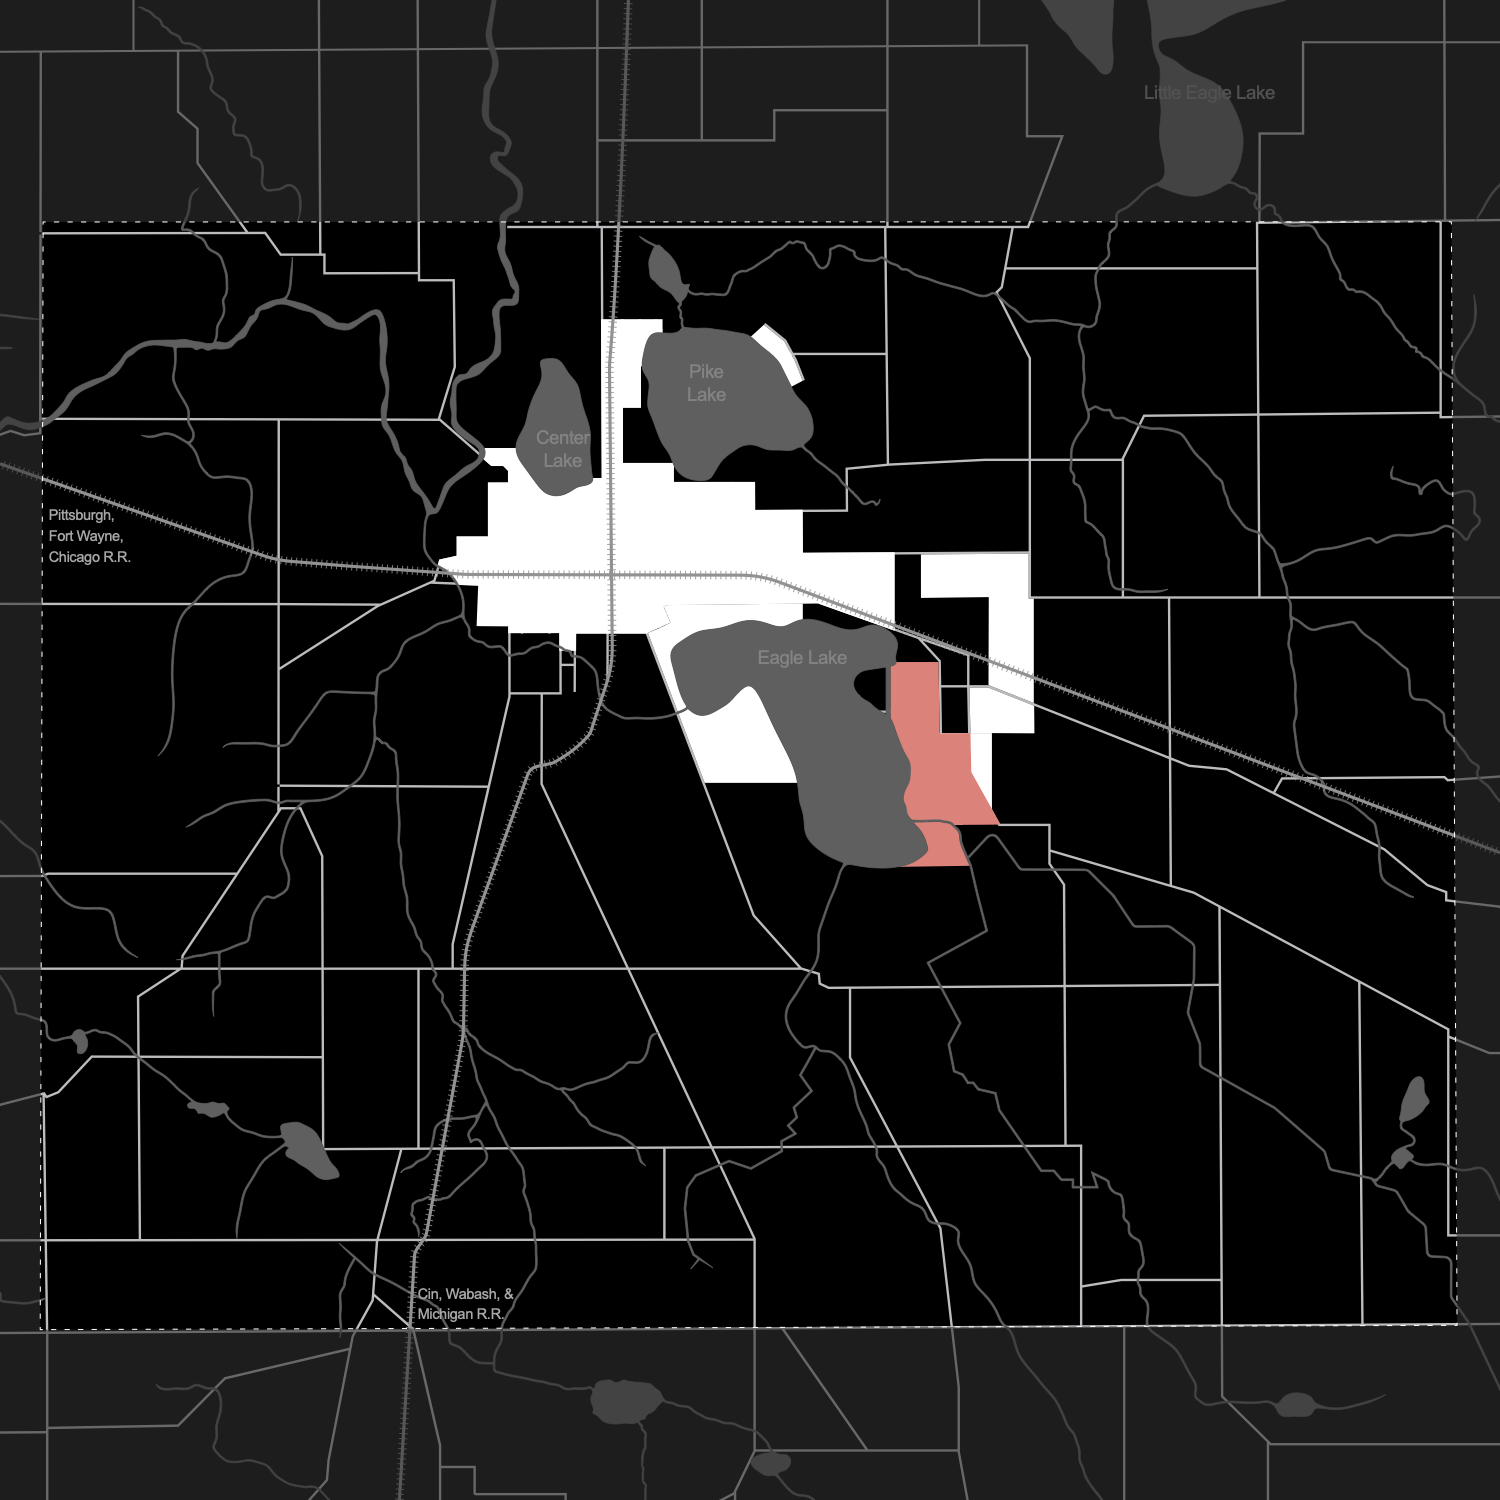 Little Eagle Lake
Pike
Lake
Center
Lake
Pittsburgh,
Fort Wayne,
Chicago R.R.
Eagle Lake
Cin, Wabash, &
Michigan R.R.